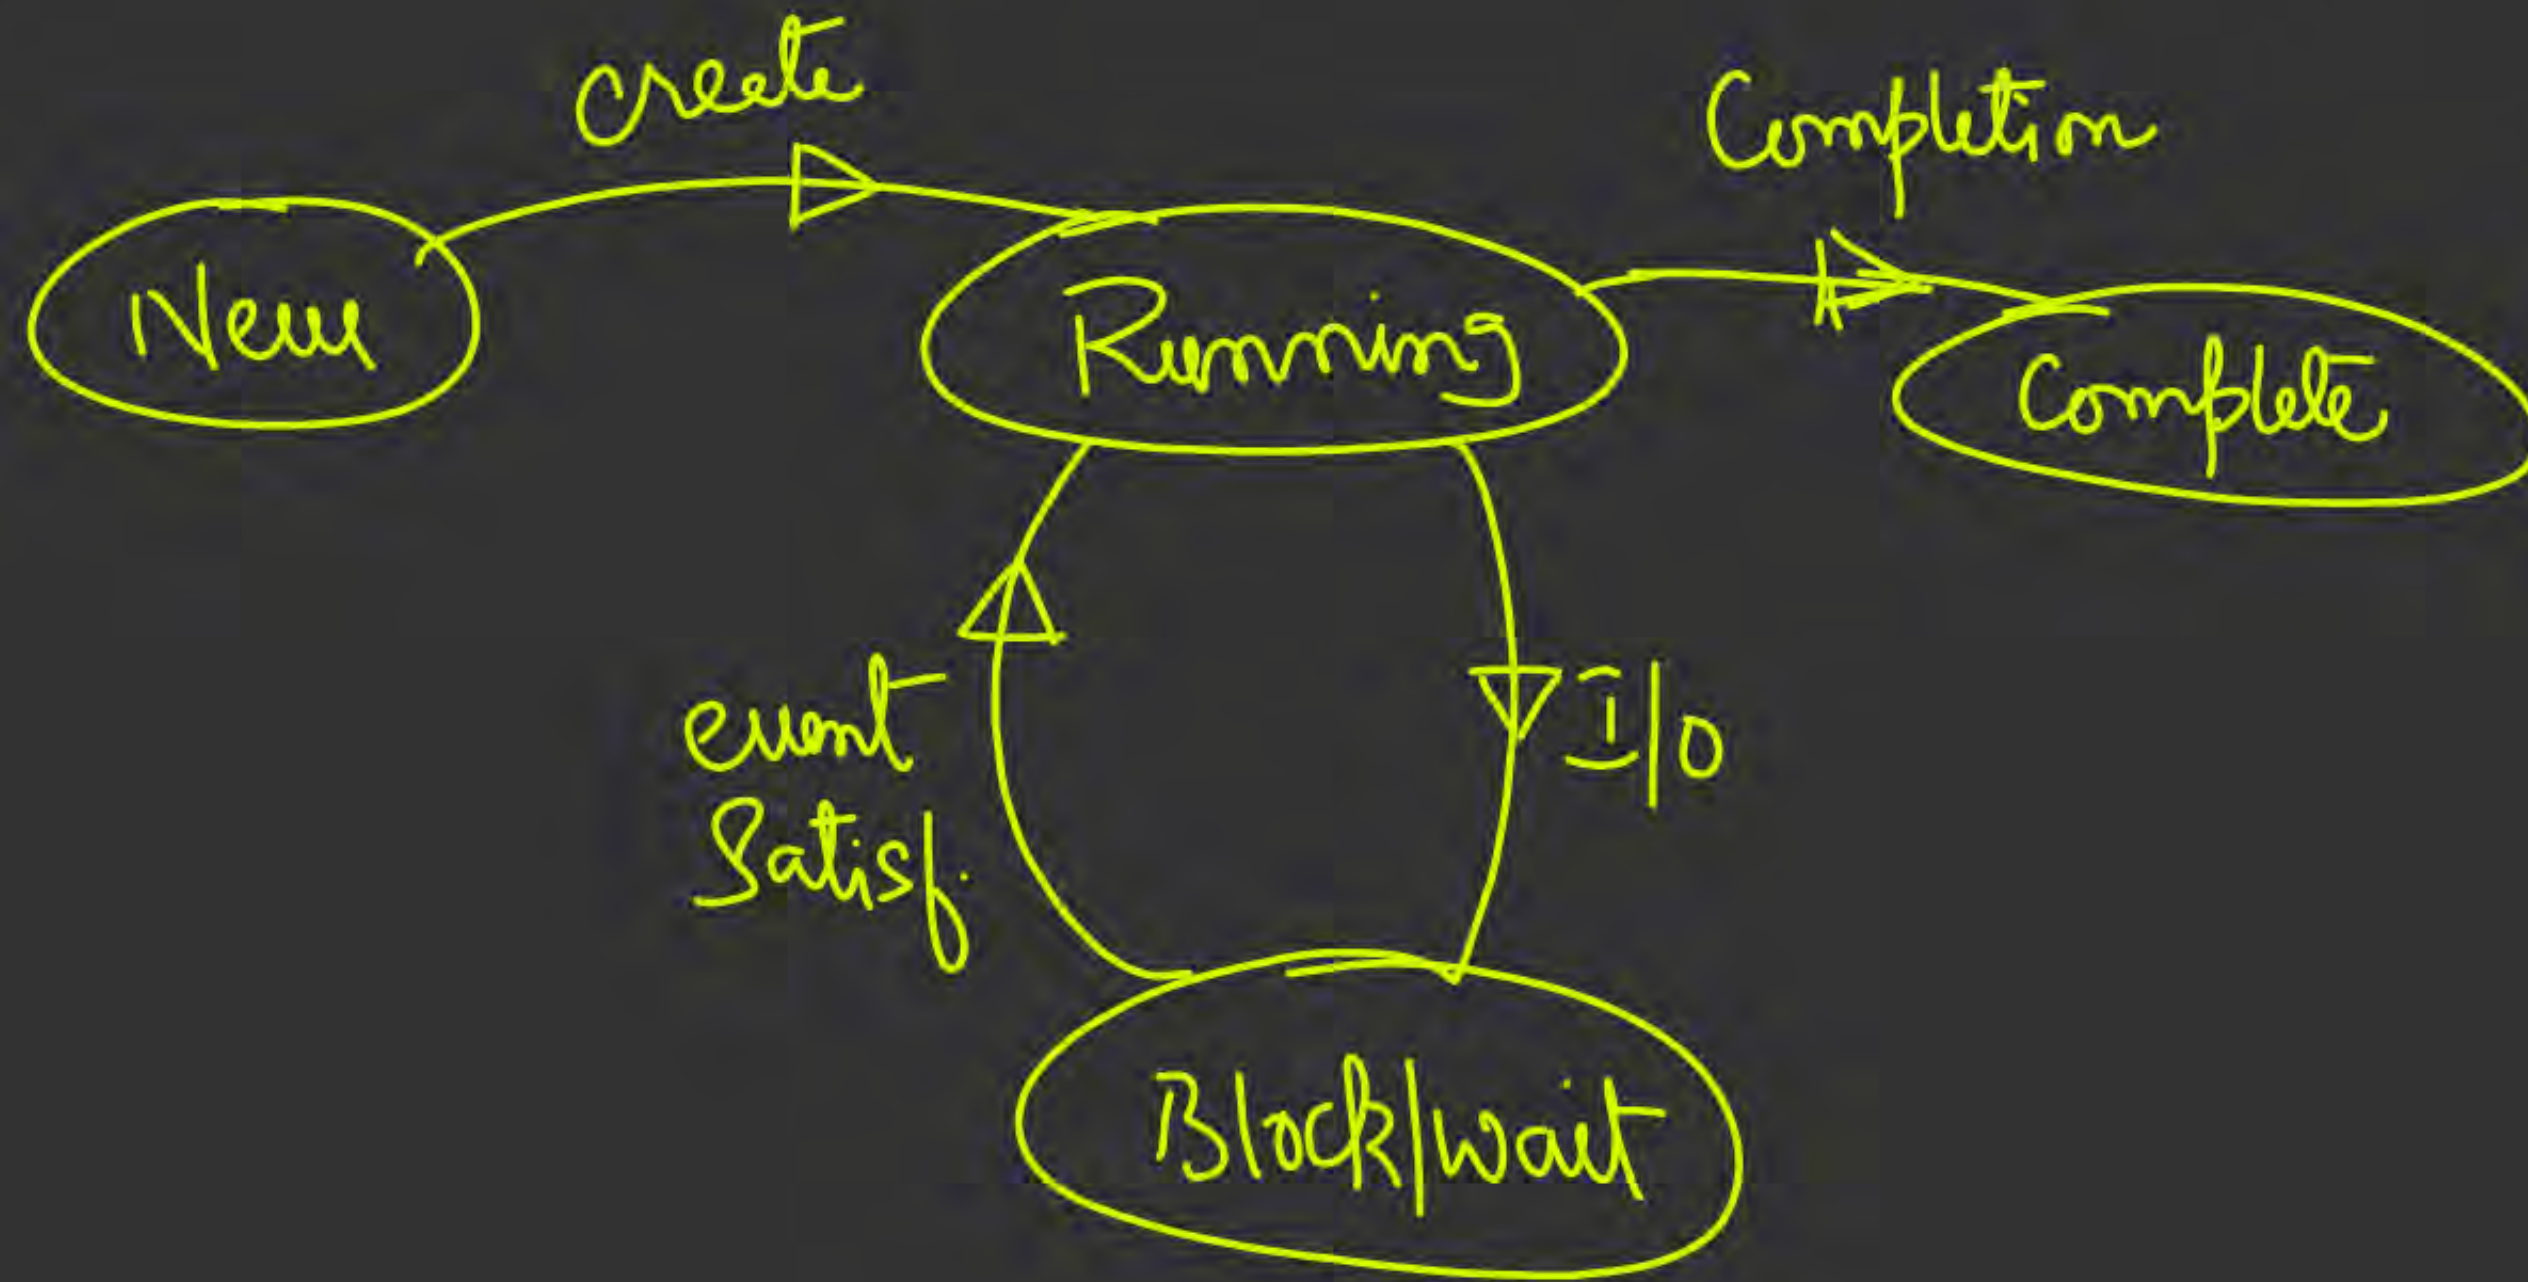 Create
Completion
New
Running
Complete
event
Satisf.
I/O
Block/wait